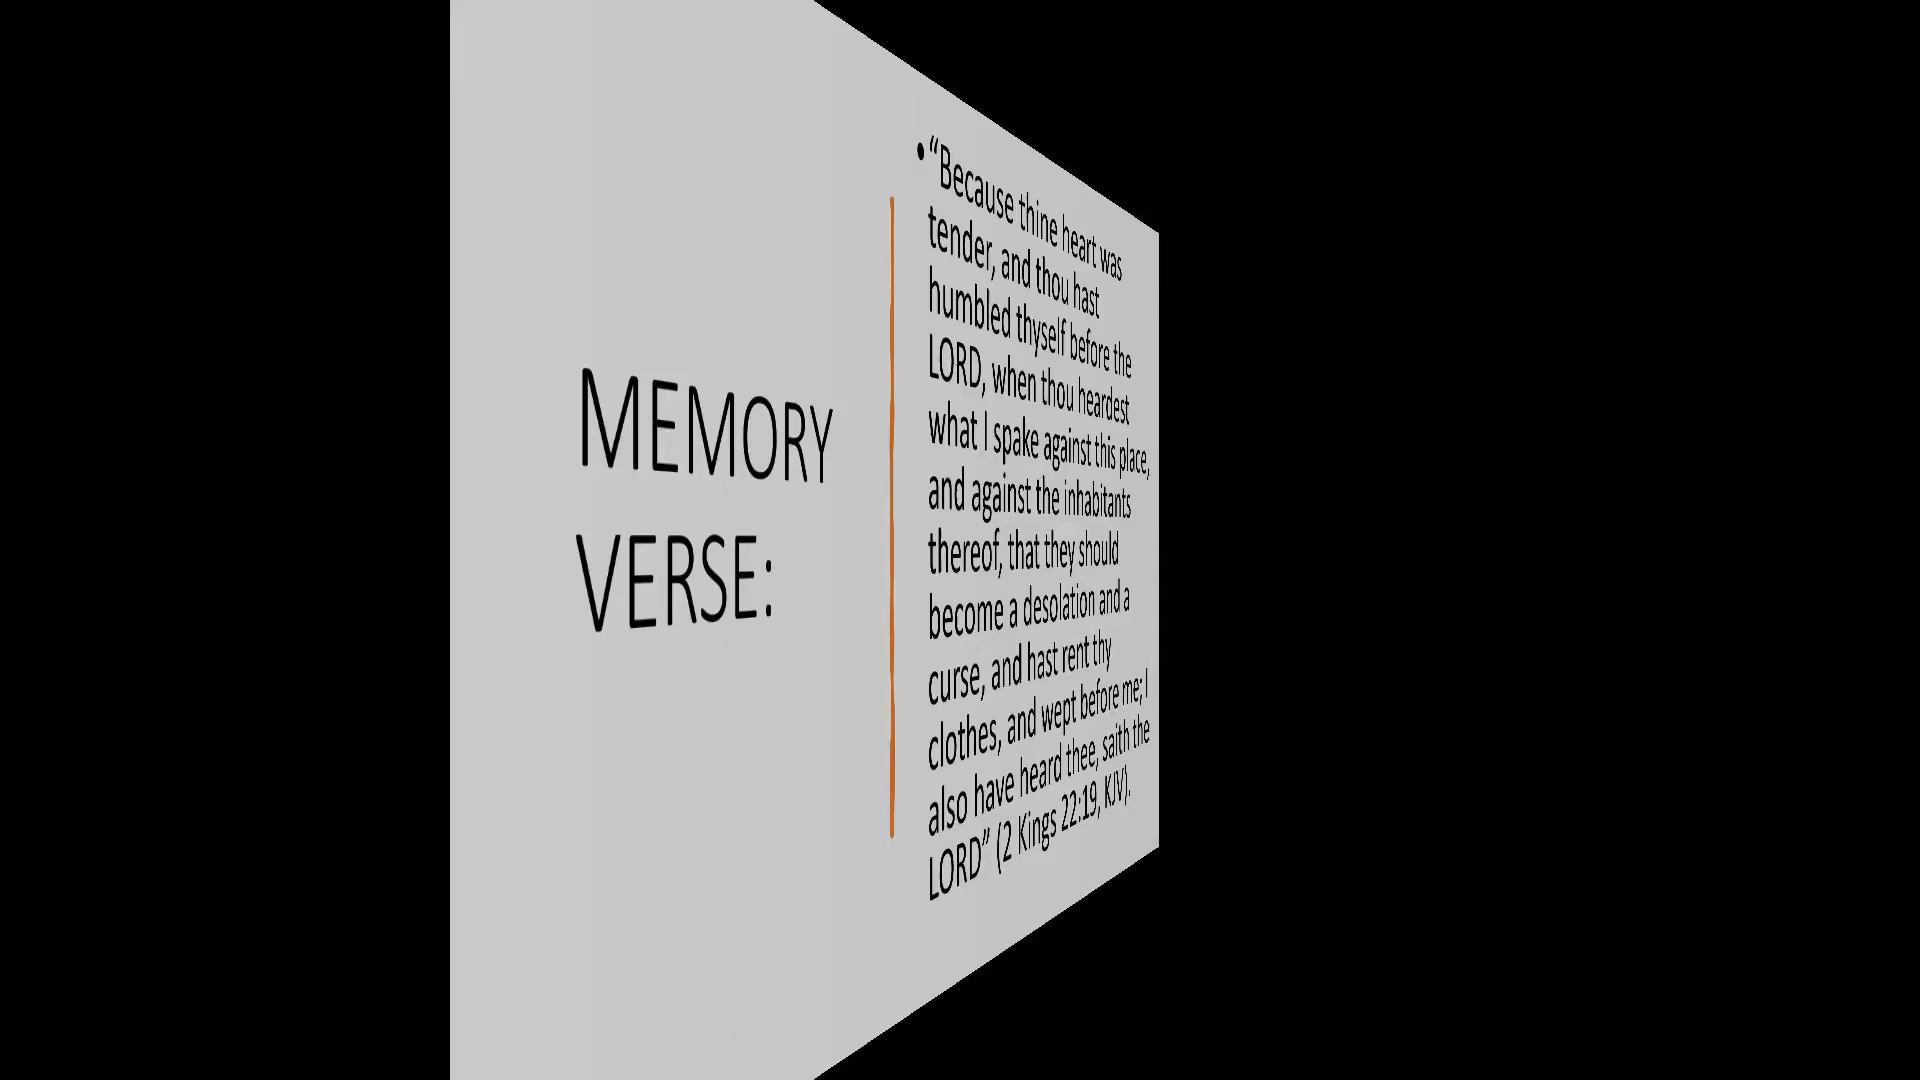 MEMORY
VERSE:
•“Because thine heart was
tender, and thou hast
humbled thyself before the
LORD, when thou heardest
what I spake against this place,
and against the inhabitants
thereof, that they should
become a desolation and a
curse, and hast rent thy
clothes, and wept before me; I
also have heard thee, saith the
LORD” (2 Kings 22:19, KJV).